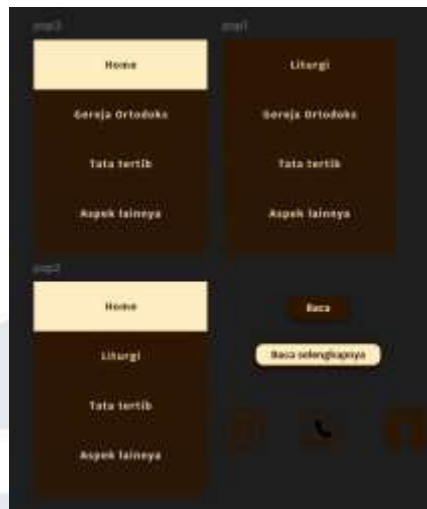 Home
Gereja Ortodoks
Tata tertib
Aspek lainnya
Liturgi
Gereja Ortodoks
Tata tertib
Aspek lainnya
Home
Liturgi
Tata tertib
Aspek lainnya
Baca
Baca selengkapnya